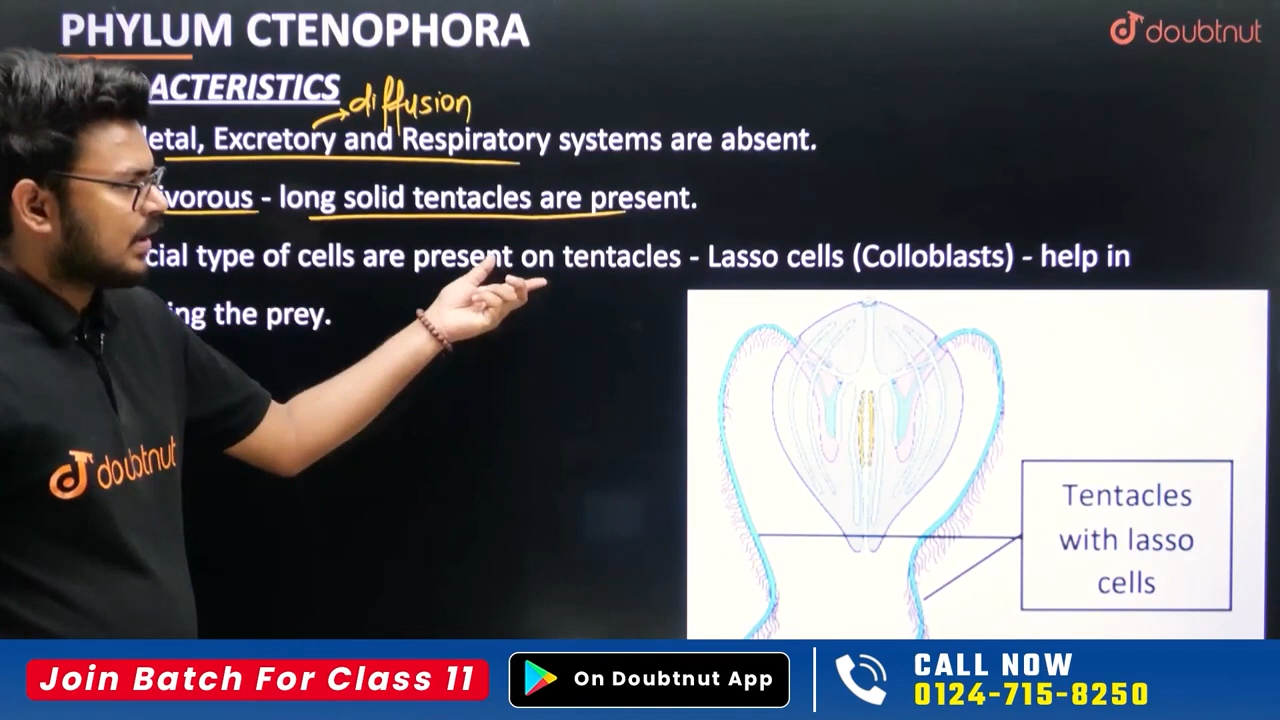 PHYLUM CTENOPHORA
doubtnut
ACTERISTICS
diffusion
letal, Excretory and Respiratory systems are absent.
ivorous - long solid tentacles are present.
cial type of cells are present on tentacles - Lasso cells (Colloblasts) - help in
ing the prey.
doubtnut
Tentacles
with lasso
cells
Join Batch For Class 11
On Doubtnut App
CALL NOW
0124-715-8250